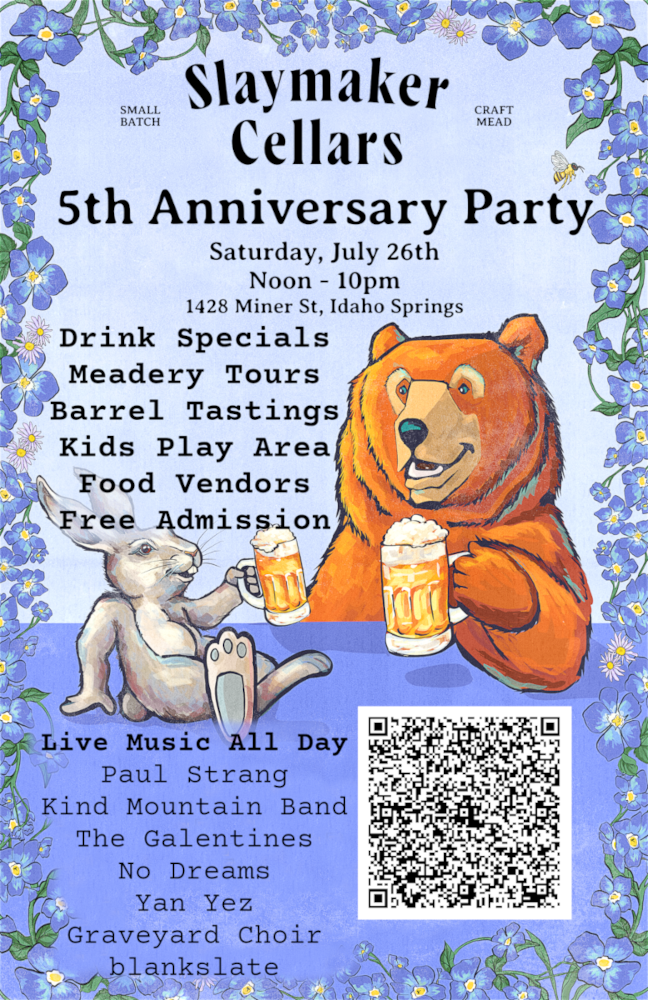 Slaymaker
Cellars
SMALL
BATCH
CRAFT
MEAD
5th Anniversary Party
Saturday, July 26th
Noon - 10pm
1428 Miner St, Idaho Springs
Drink Specials
Meadery Tours
Barrel Tastings
Kids Play Area
Food Vendors
Free Admission
Live Music All Day
Paul Strang
Kind Mountain Band
The Galentines
No Dreams
Yan Yez
Graveyard Choir
blankslate